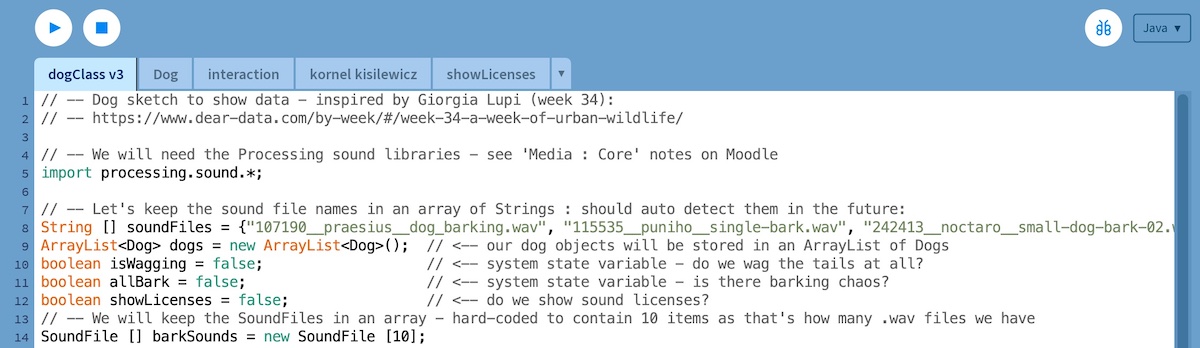 Java ▼
dogClass v3 Dog interaction kornel kisilewicz showLicenses ▼
1 // -- Dog sketch to show data - inspired by Giorgia Lupi (week 34):
2 // -- https://www.dear-data.com/by-week/#/week-34-a-week-of-urban-wildlife/
3
4 // -- We will need the Processing sound libraries - see 'Media : Core' notes on Moodle
5 import processing.sound.*;
6
7 // -- Let's keep the sound file names in an array of Strings : should auto detect them in the future:
8 String [] soundFiles = {"107190__praesius__dog_barking.wav", "115535__puniho__single-bark.wav", "242413__noctaro__small-dog-bark-02.w
9 ArrayList<Dog> dogs = new ArrayList<Dog>(); // <-- our dog objects will be stored in an ArrayList of Dogs
10 boolean isWagging = false; // <-- system state variable - do we wag the tails at all?
11 boolean allBark = false; // <-- system state variable - is there barking chaos?
12 boolean showLicenses = false; // <-- do we show sound licenses?
13 // -- We will keep the SoundFiles in an array - hard-coded to contain 10 items as that's how many .wav files we have
14 SoundFile [] barkSounds = new SoundFile [10];